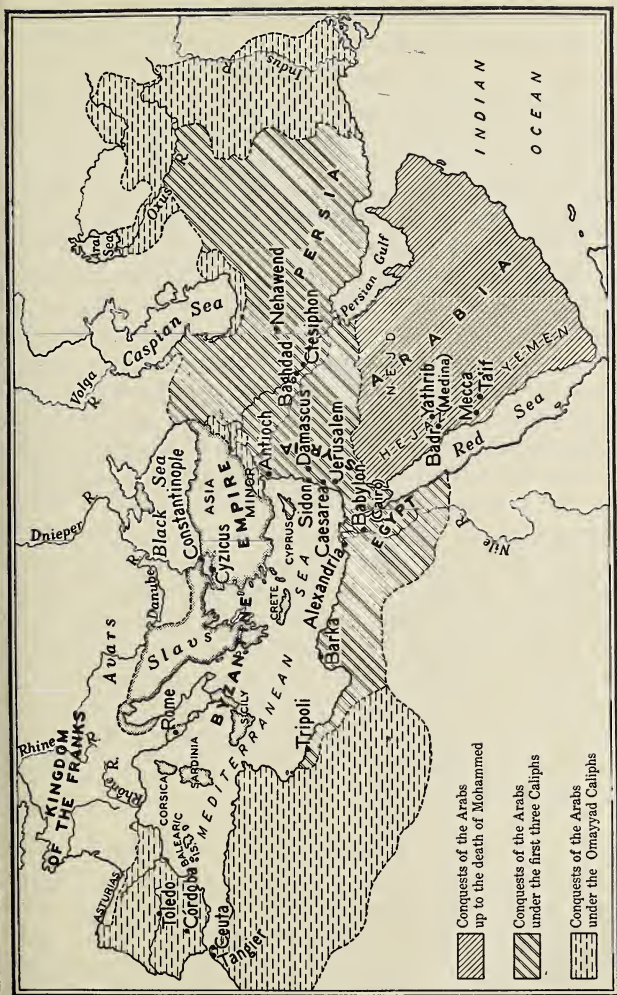 KINGDOM
OF THE FRANKS
Rhine
R.
Rhône R.
Avars
Slavs
Danube
R.
Dnieper
R.
Volga
R.
Black Sea
Constantinople
Caspian Sea
Aral
Sea
Oxus
R.
Indus
R.
ASTURIAS
Toledo
Córdoba
BALEARIC
IS.
CORSICA
SARDINIA
Rome
SICILY
BYZANTINE
EMPIRE
ASIA
MINOR
Cyzicus
CRETE
CYPRUS
MEDITERRANEAN
SEA
Ceuta
Tangier
Tripoli
Barka
Alexandria
Caesarea
Sidon
Antioch
Damascus
Jerusalem
SYRIA
Babylon
(Cairo)
EGYPT
Nile
R.
Baghdad
Ctesiphon
Nehawend
PERSIA
Persian Gulf
ARABIA
NEJD
HEJAZ
YEMEN
Badr
Yathrib
(Medina)
Mecca
Taif
Red Sea
INDIAN
OCEAN
Conquests of the Arabs
up to the death of Mohammed
Conquests of the Arabs
under the first three Caliphs
Conquests of the Arabs
under the Omayyad Caliphs